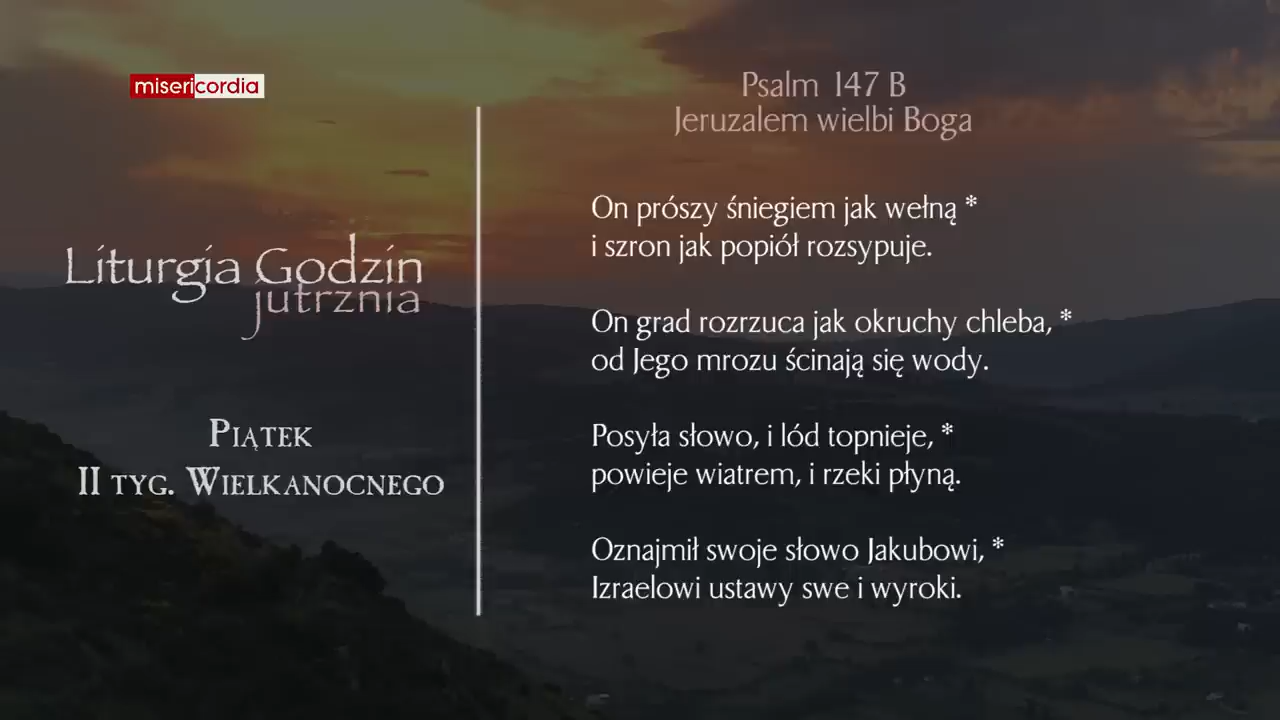 misericordia
Liturgia Godzin
jutrznia
Piątek
II tyg. Wielkanocnego
Psalm 147 B
Jeruzalem wielbi Boga
On prószy śniegiem jak wełną *
i szron jak popiół rozsypuje.
On grad rozrzuca jak okruchy chleba, *
od Jego mrozu ścinają się wody.
Posyła słowo, i lód topnieje, *
powieje wiatrem, i rzeki płyną.
Oznajmił swoje słowo Jakubowi, *
Izraelowi ustawy swe i wyroki.